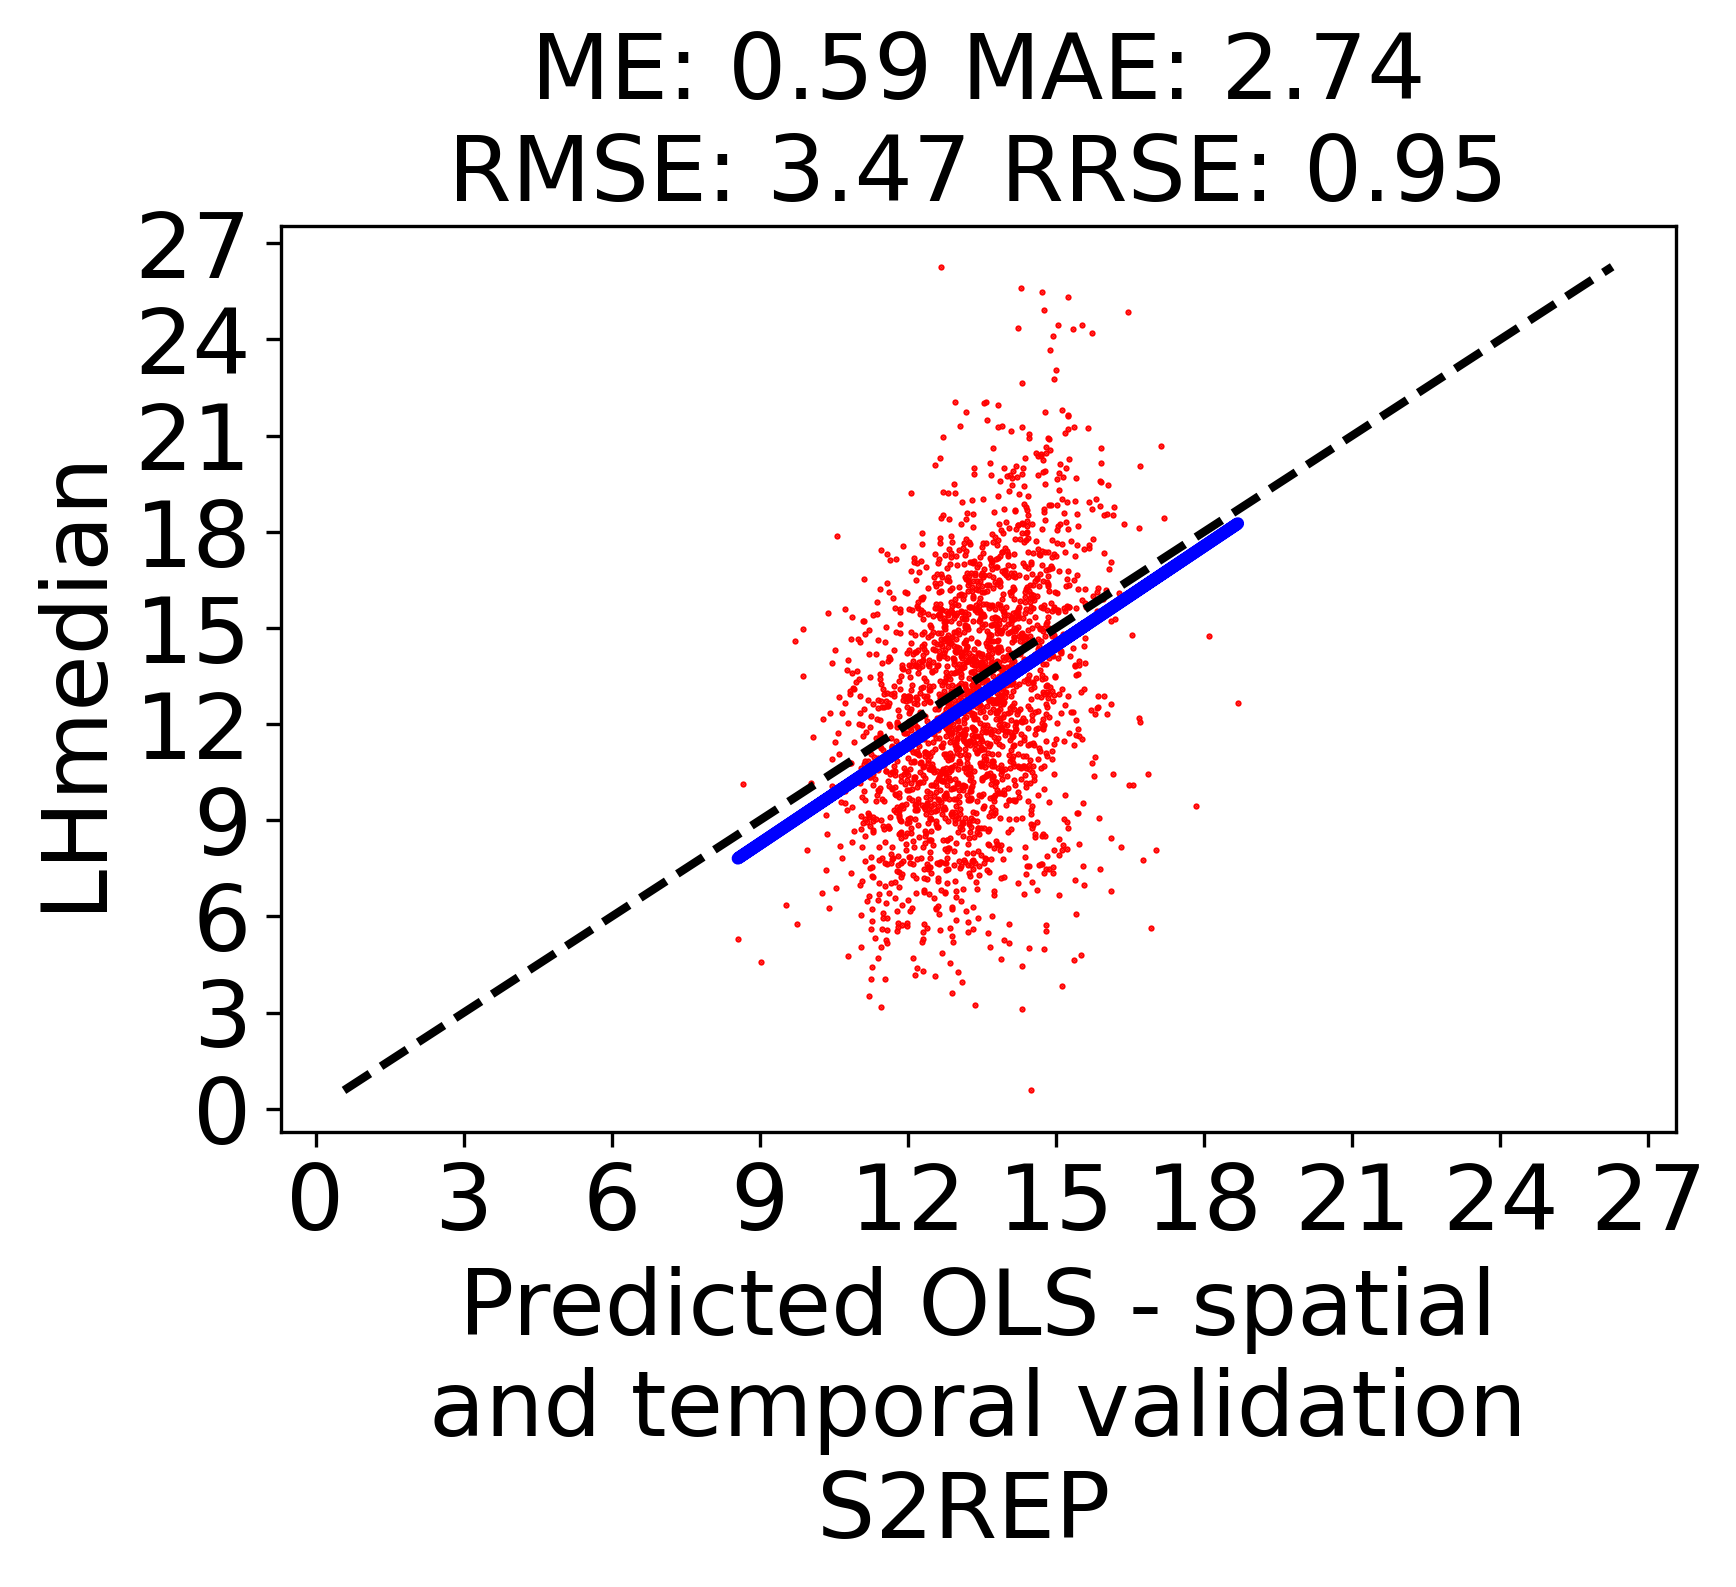 ME: 0.59 MAE: 2.74
RMSE: 3.47 RRSE: 0.95
27
24
21
18
15
12
9
6
3
0
LHmedian
0 3 6 9 12 15 18 21 24 27
Predicted OLS - spatial
and temporal validation
S2REP